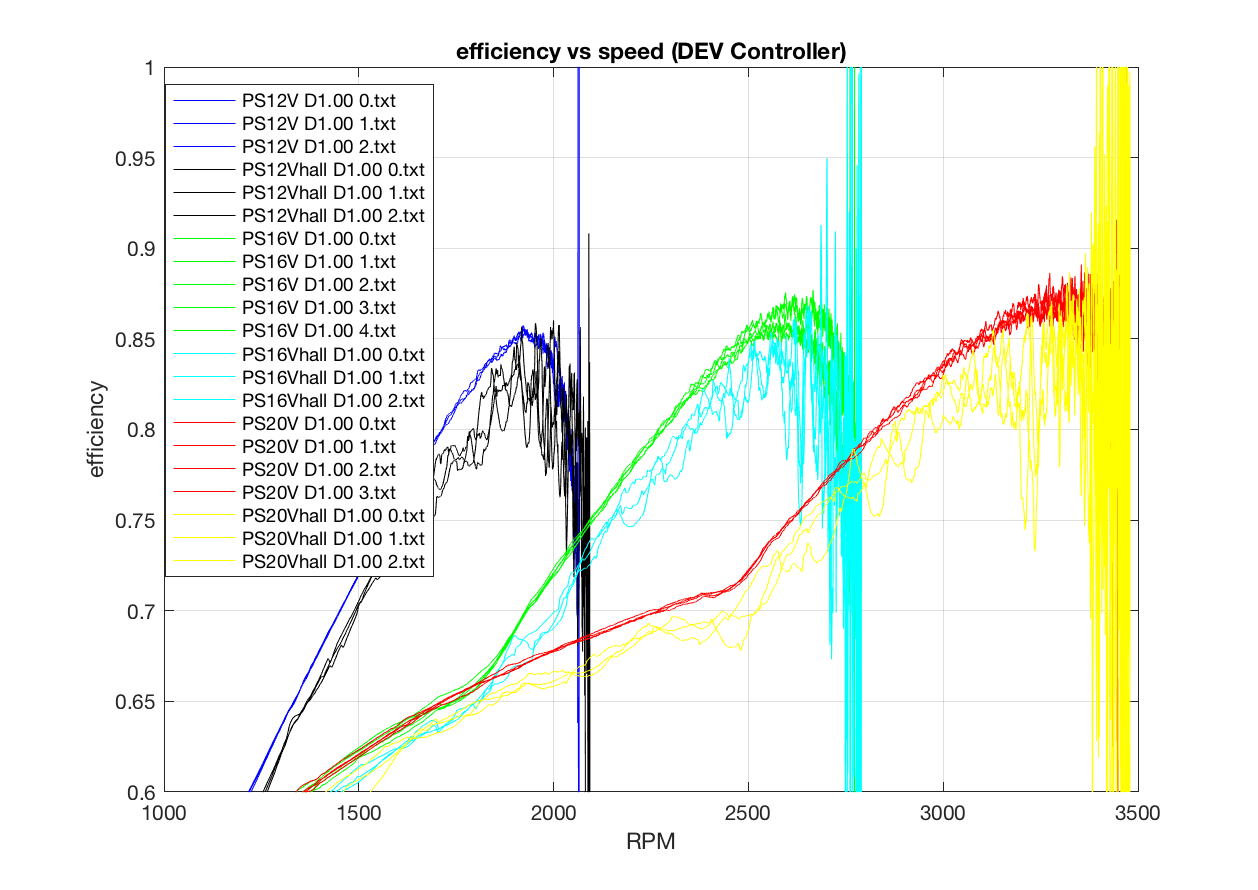 efficiency vs speed (DEV Controller)
1
0.95
0.9
0.85
0.8
0.75
0.7
0.65
0.6
efficiency
PS12V D1.00 0.txt
PS12V D1.00 1.txt
PS12V D1.00 2.txt
PS12Vhall D1.00 0.txt
PS12Vhall D1.00 1.txt
PS12Vhall D1.00 2.txt
PS16V D1.00 0.txt
PS16V D1.00 1.txt
PS16V D1.00 2.txt
PS16V D1.00 3.txt
PS16V D1.00 4.txt
PS16Vhall D1.00 0.txt
PS16Vhall D1.00 1.txt
PS16Vhall D1.00 2.txt
PS20V D1.00 0.txt
PS20V D1.00 1.txt
PS20V D1.00 2.txt
PS20V D1.00 3.txt
PS20Vhall D1.00 0.txt
PS20Vhall D1.00 1.txt
PS20Vhall D1.00 2.txt
1000 1500 2000 2500 3000 3500
RPM